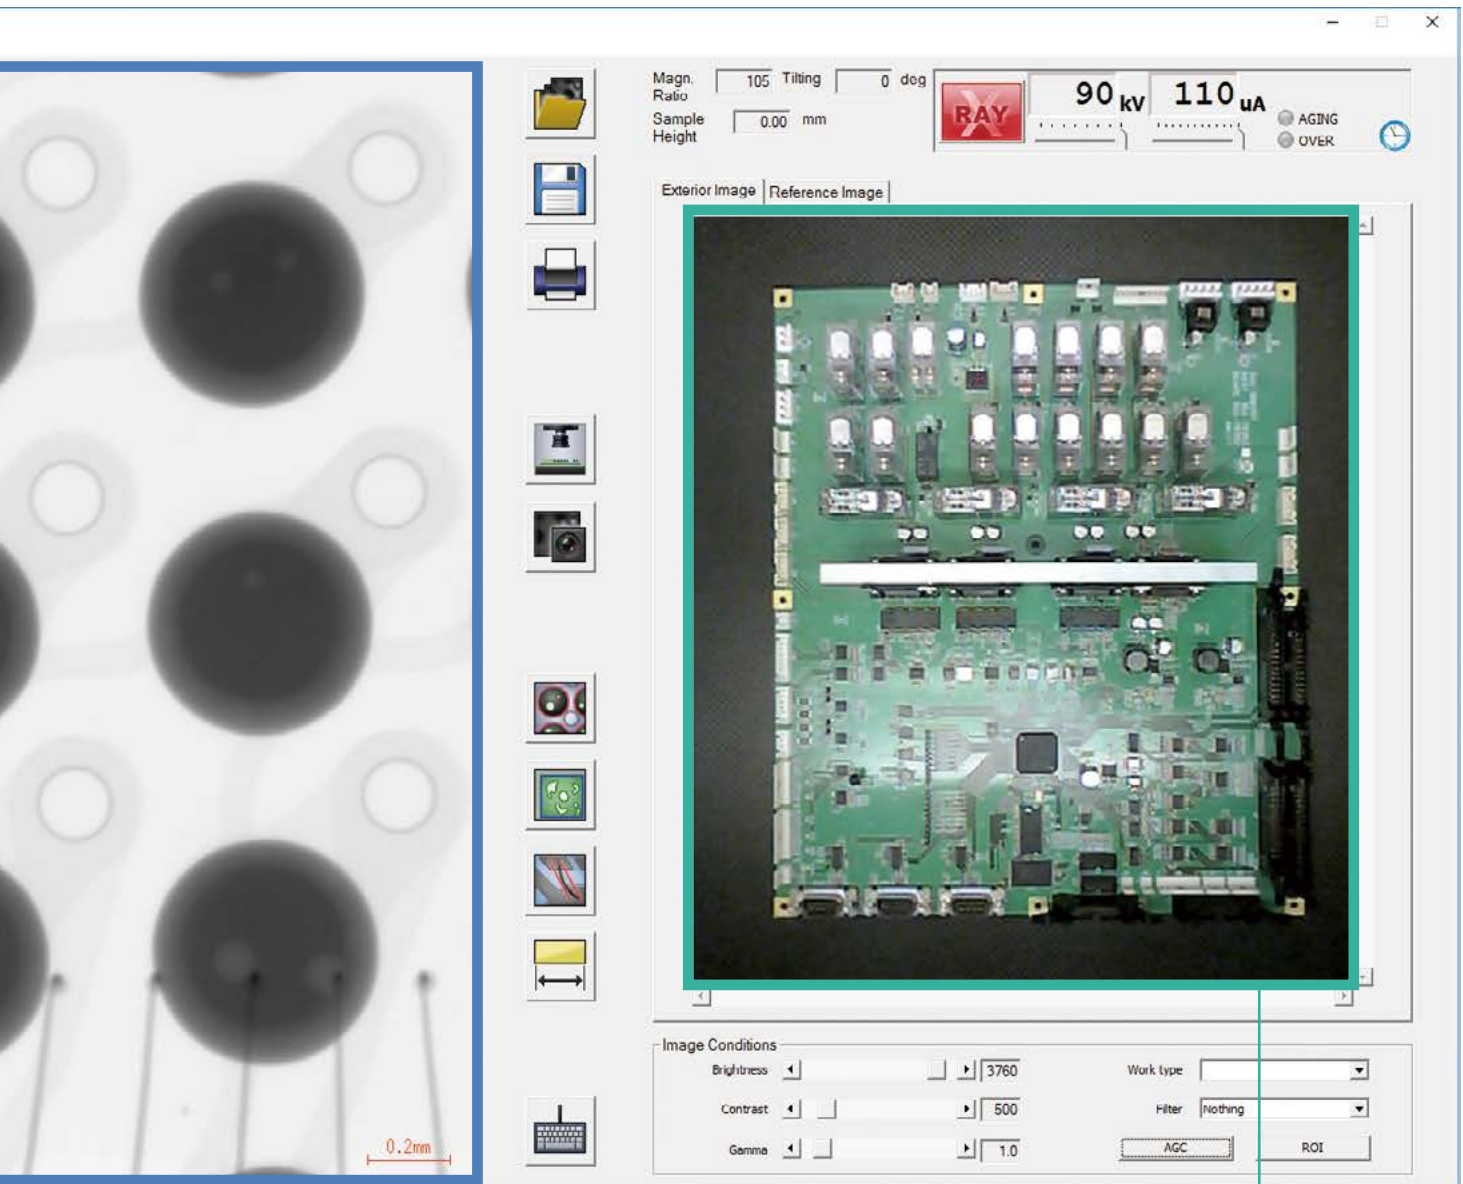 Magn. Ratio 105 Tilting 0 deg
Sample Height 0.00 mm
X RAY
90 kV 110 uA
AGING
OVER
Exterior Image Reference Image
Image Conditions
Brightness 3760 Work type
Contrast 500 Filter Nothing
Gamma 1.0 AGC ROI
0.2mm